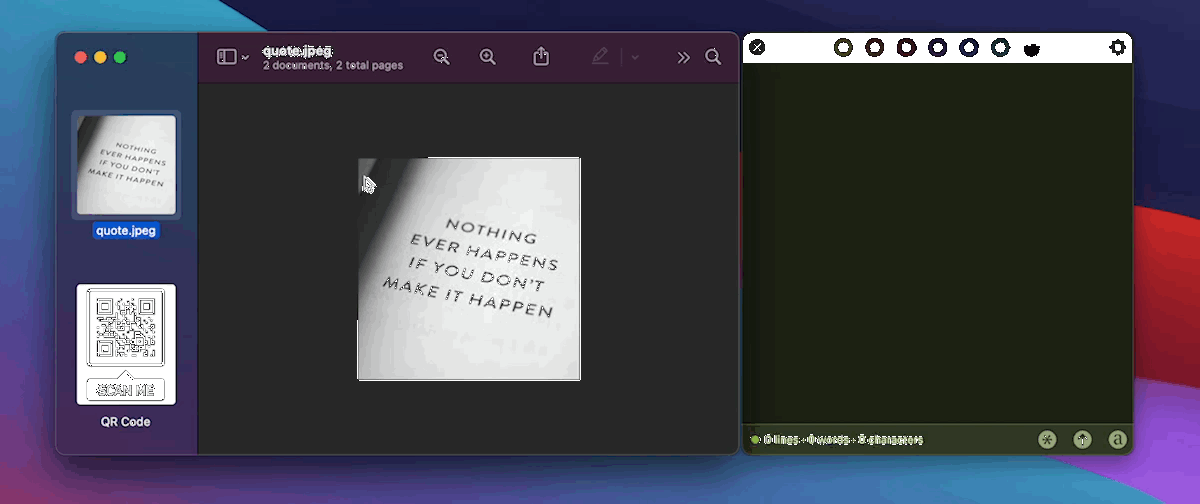 quote.jpeg
2 documents, 2 total pages
NOTHING
EVER HAPPENS
IF YOU DON'T
MAKE IT HAPPEN
quote.jpeg
SCAN ME
QR Code
NOTHING
EVER HAPPENS
IF YOU DON'T
MAKE IT HAPPEN
0 lines · 0 words · 0 characters
a